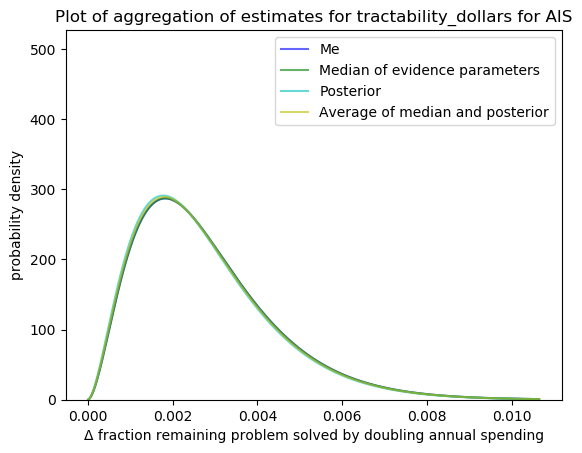 Plot of aggregation of estimates for tractability_dollars for AIS
Me
Median of evidence parameters
Posterior
Average of median and posterior
probability density
500
400
300
200
100
0
0.000 0.002 0.004 0.006 0.008 0.010
Δ fraction remaining problem solved by doubling annual spending